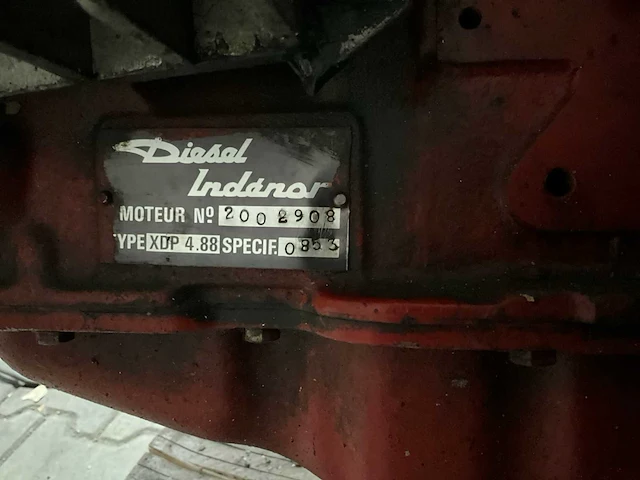 Diesel
Indénor
MOTEUR Nº 2002908
TYPE XDP 4.88 SPECIF. 0853